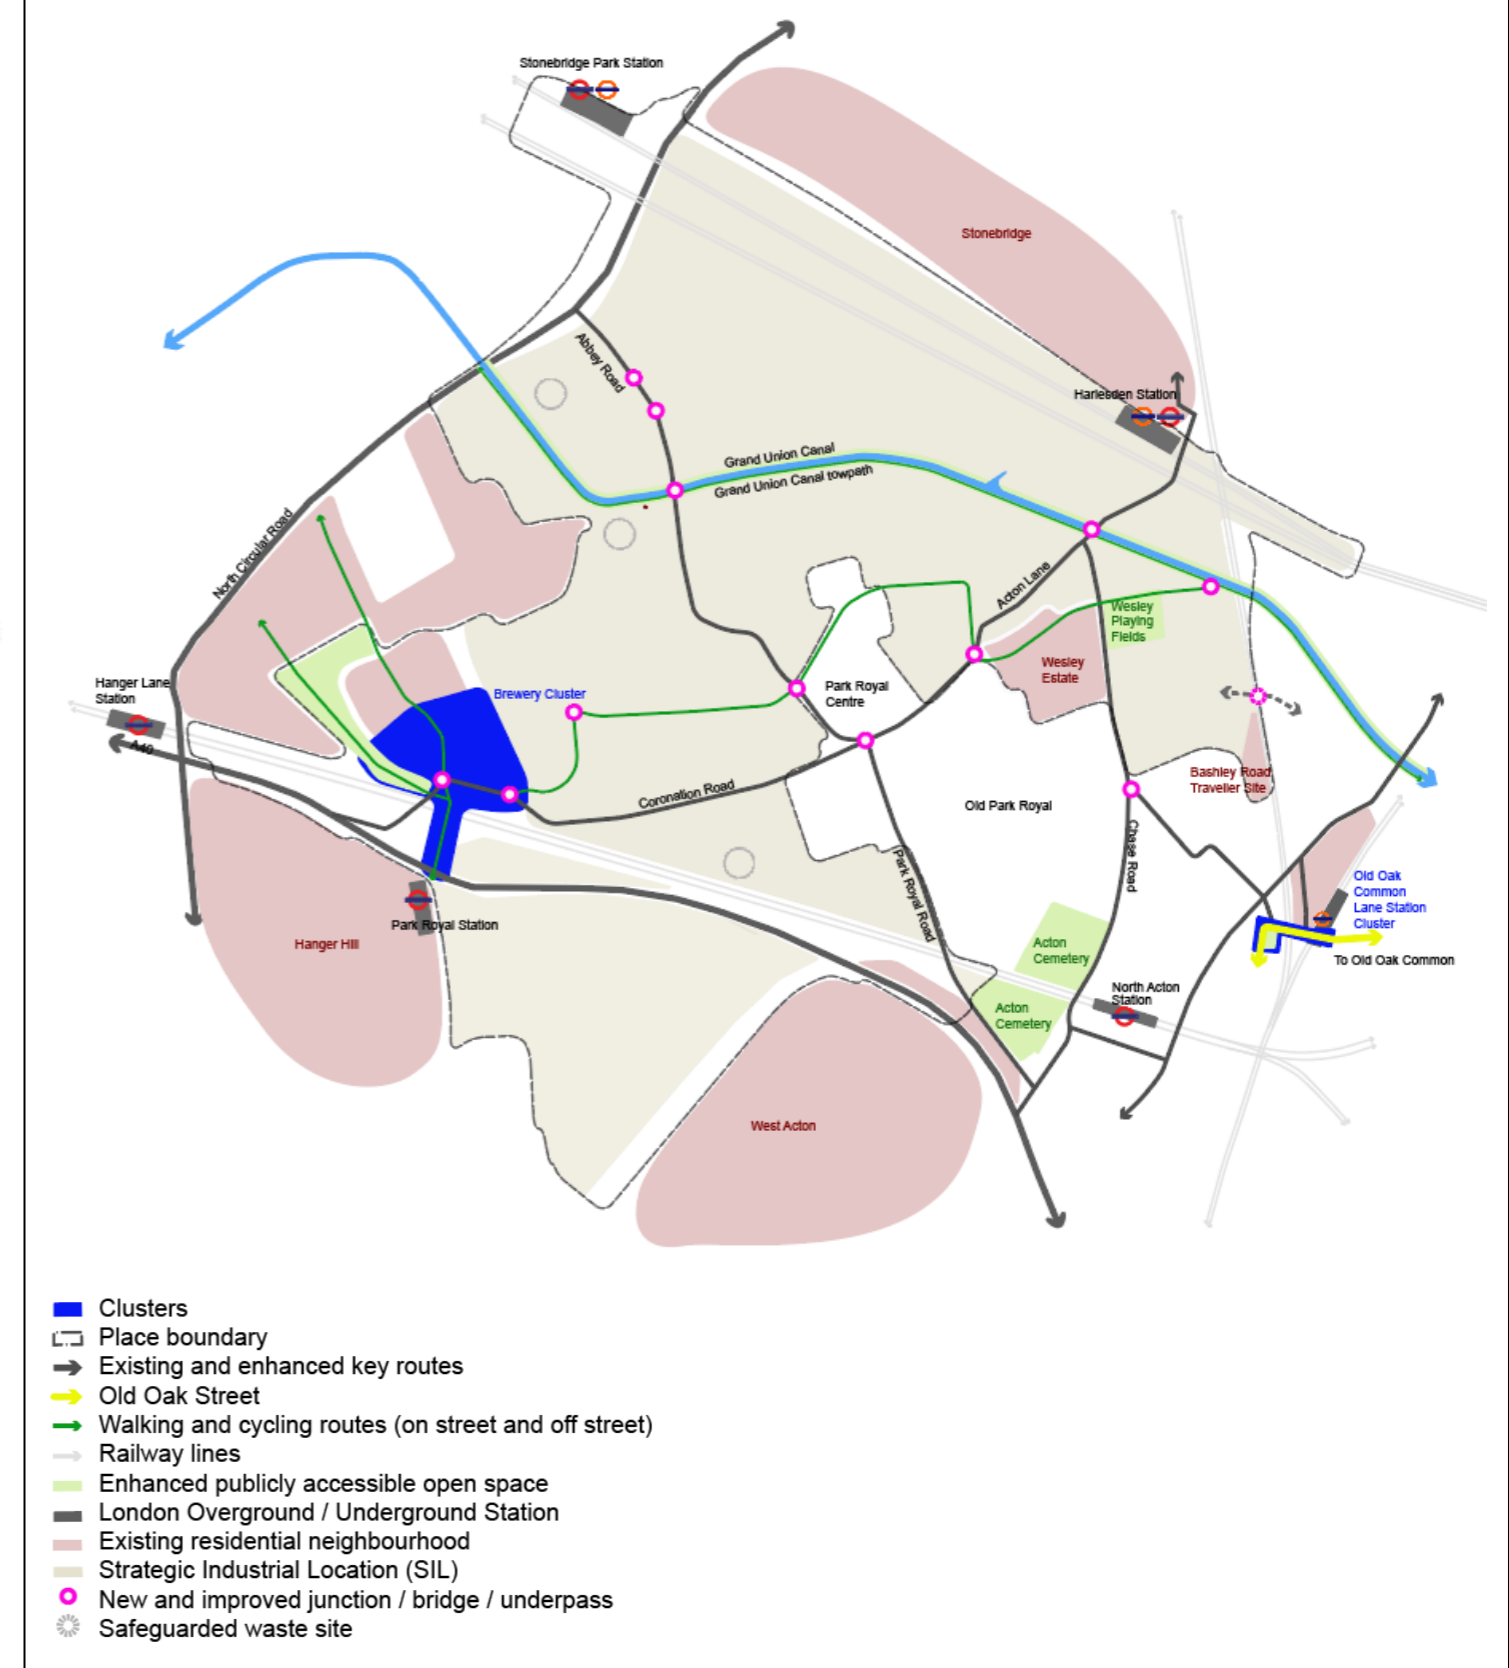 Stonebridge Park Station
Stonebridge
Abbey Road
Harlesden Station
Grand Union Canal
Grand Union Canal towpath
North Circular Road
Acton Lane
Wesley
Playing
Fields
Wesley
Estate
Hanger Lane
Station
A40
Brewery Cluster
Park Royal
Centre
Bashley Road
Traveller Site
Coronation Road
Old Park Royal
Chase Road
Park Royal Road
Old Oak
Common
Lane Station
Cluster
To Old Oak Common
Park Royal Station
Hanger Hill
Acton
Cemetery
North Acton
Station
Acton
Cemetery
West Acton
Clusters
Place boundary
Existing and enhanced key routes
Old Oak Street
Walking and cycling routes (on street and off street)
Railway lines
Enhanced publicly accessible open space
London Overground / Underground Station
Existing residential neighbourhood
Strategic Industrial Location (SIL)
New and improved junction / bridge / underpass
Safeguarded waste site